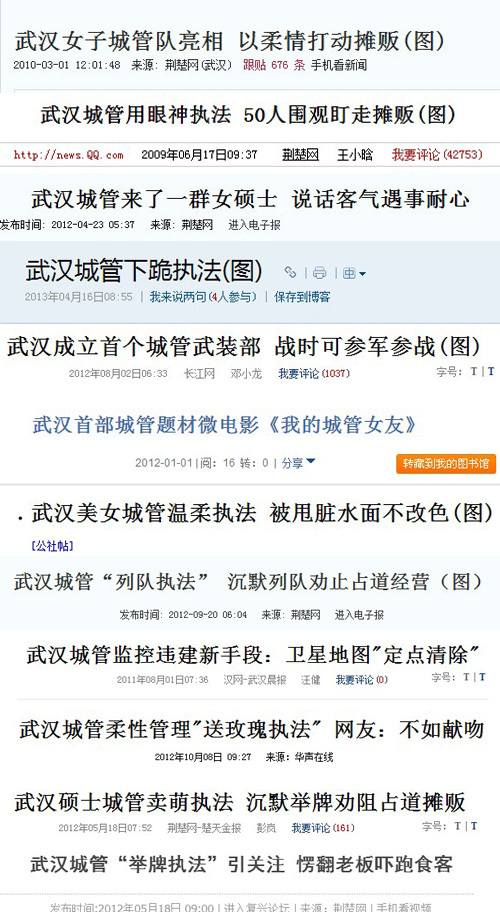 武汉女子城管队亮相 以柔情打动摊贩(图)
2010-03-01 12:01:48 来源: 荆楚网(武汉) 跟贴 676 条 手机看新闻
武汉城管用眼神执法 50人围观盯走摊贩(图)
http://news.QQ.com 2009年06月17日09:37 荆楚网 王小晗 我要评论(42753)
武汉城管来了一群女硕士 说话客气遇事耐心
发布时间: 2012-04-23 05:37 来源: 荆楚网 进入电子报
武汉城管下跪执法(图)
2013年04月16日08:55 | 我来说两句(4人参与) | 保存到博客
武汉成立首个城管武装部 战时可参军参战(图)
2012年08月02日06:33 长江网 邓小龙 我要评论(1037) 字号: T | T
武汉首部城管题材微电影《我的城管女友》
2012-01-01 | 阅: 16 转: 0 | 分享 转藏到我的图书馆
. 武汉美女城管温柔执法 被甩脏水面不改色(图)
[公社帖]
武汉城管“列队执法” 沉默列队劝止占道经营（图）
发布时间: 2012-09-20 06:04 来源: 荆楚网 进入电子报
武汉城管监控违建新手段: 卫星地图"定点清除"
2011年08月01日07:36 汉网-武汉晨报 汪健 我要评论(0) 字号: T | T
武汉城管柔性管理"送玫瑰执法" 网友: 不如献吻
2012年10月08日 09:27 来源: 华声在线
武汉硕士城管卖萌执法 沉默举牌劝阻占道摊贩
2012年05月18日07:52 荆楚网-楚天金报 彭岚 我要评论(161) 字号: T | T
武汉城管“举牌执法”引关注 愣翻老板吓跑食客
发布时间:2012年05月18日 09:00 | 进入复兴论坛 | 来源: 荆楚网 | 手机看视频